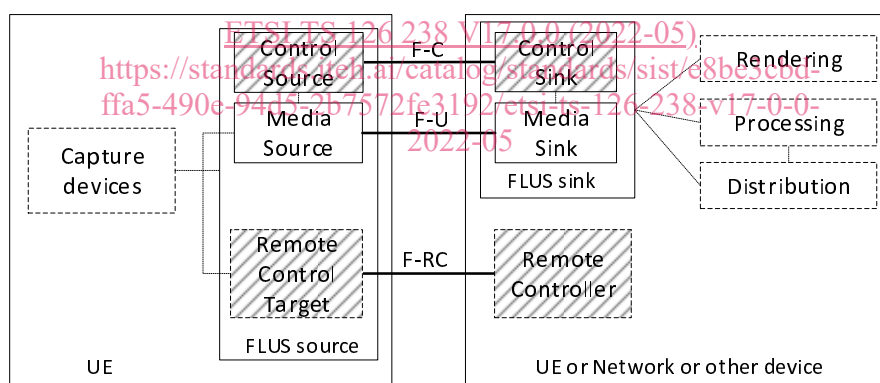 ETSI TS 126 238 V17.0.0 (2022-05)
https://standards.iteh.ai/catalog/standards/sist/e8be3cbd-
ffa5-490e-94d5-2b7572fe3192/etsi-ts-126-238-v17-0-0-
2022-05
Control
Source
F-C
Control
Sink
Rendering
Media
Source
F-U
Media
Sink
Processing
Capture
devices
FLUS sink
Distribution
Remote
Control
Target
F-RC
Remote
Controller
FLUS source
UE
UE or Network or other device